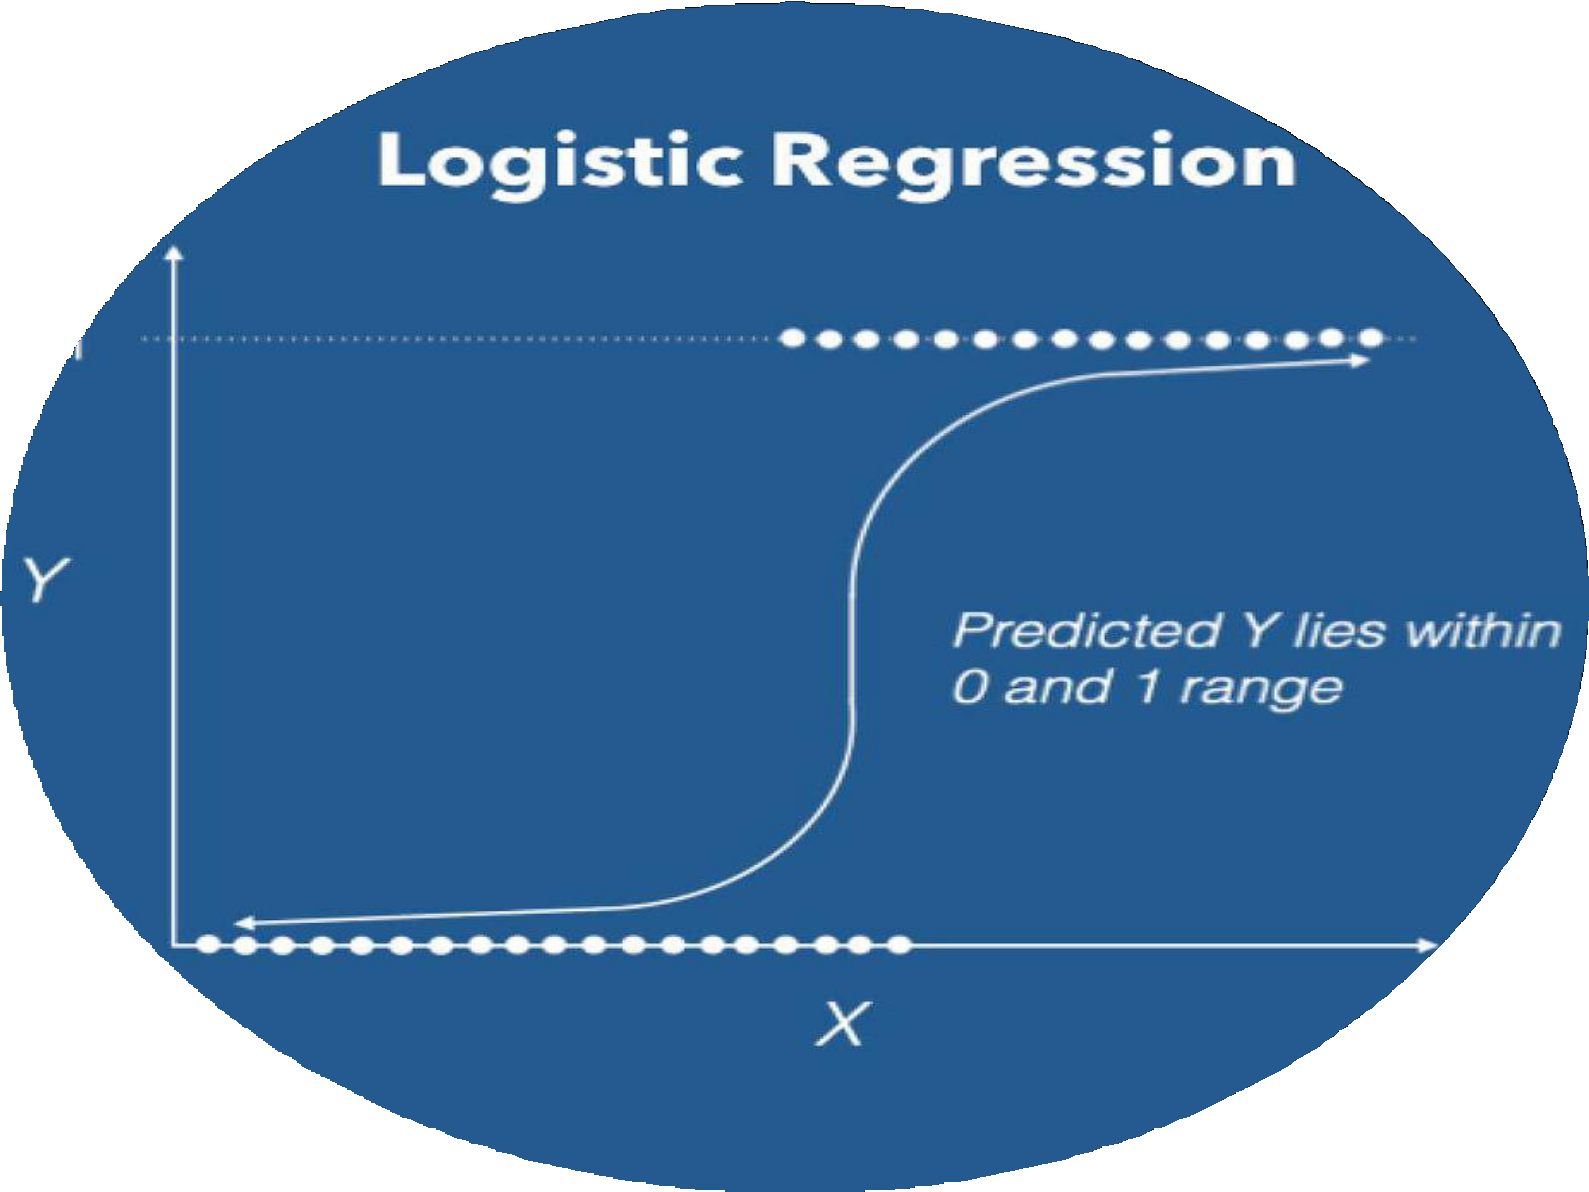 Logistic Regression
Y
Predicted Y lies within
0 and 1 range
X